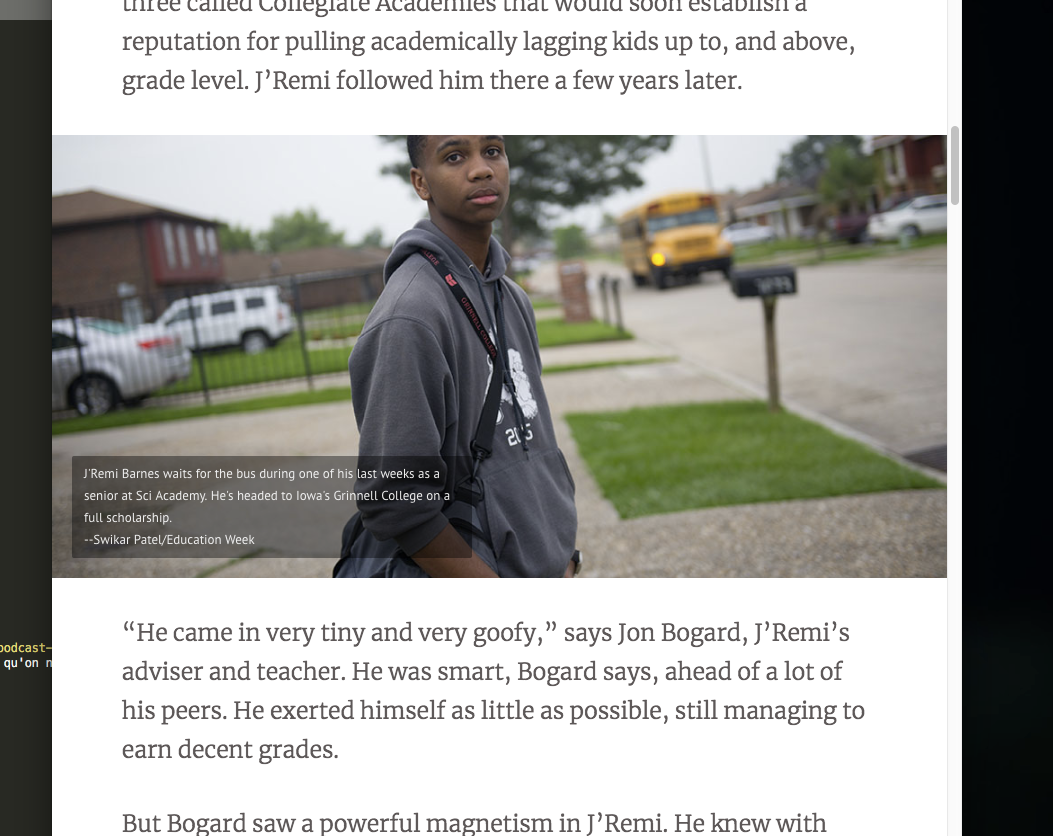 three called Collegiate Academies that would soon establish a
reputation for pulling academically lagging kids up to, and above,
grade level. J’Remi followed him there a few years later.
GRINNELL COLLEGE
J'Remi Barnes waits for the bus during one of his last weeks as a
senior at Sci Academy. He's headed to Iowa's Grinnell College on a
full scholarship.
--Swikar Patel/Education Week
podcast-
qu'on n
“He came in very tiny and very goofy,” says Jon Bogard, J’Remi’s
adviser and teacher. He was smart, Bogard says, ahead of a lot of
his peers. He exerted himself as little as possible, still managing to
earn decent grades.
But Bogard saw a powerful magnetism in J’Remi. He knew with